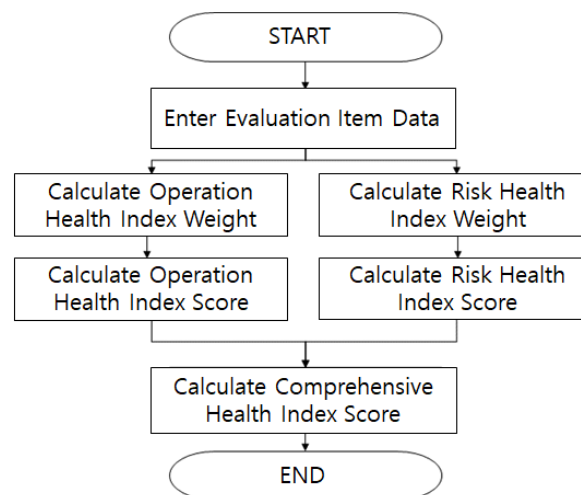 START
Enter Evaluation Item Data
Calculate Operation
Health Index Weight
Calculate Risk Health
Index Weight
Calculate Operation
Health Index Score
Calculate Risk Health
Index Score
Calculate Comprehensive
Health Index Score
END